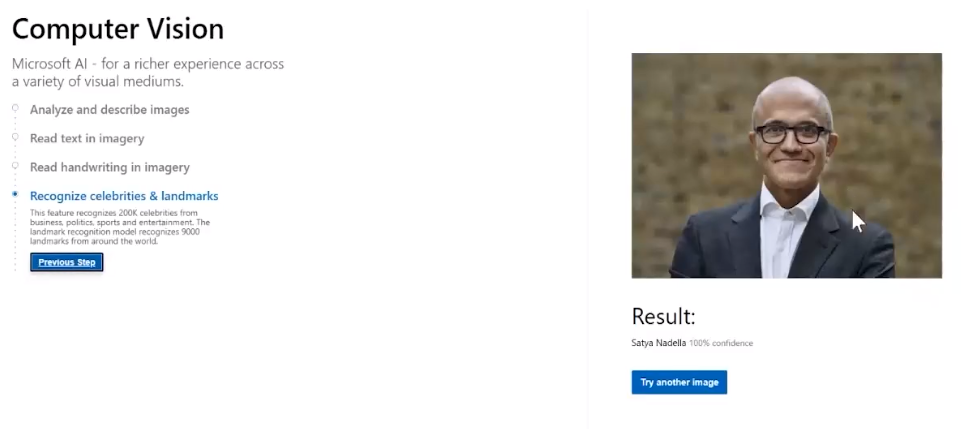 Computer Vision
Microsoft AI - for a richer experience across
a variety of visual mediums.
Analyze and describe images
Read text in imagery
Read handwriting in imagery
Recognize celebrities & landmarks
This feature recognizes 200K celebrities from
business, politics, sports and entertainment. The
landmark recognition model recognizes 9000
landmarks from around the world.
Previous Step
Result:
Satya Nadella 100% confidence
Try another image